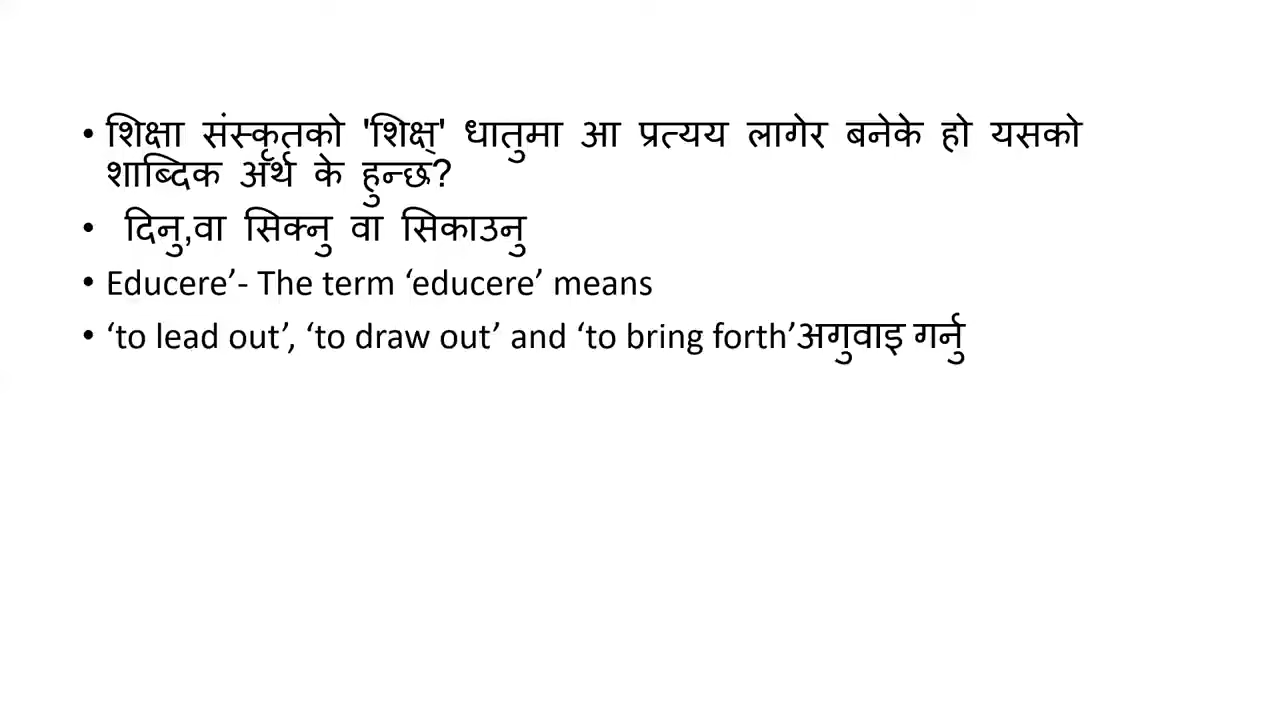 • शिक्षा संस्कृतको 'शिक्ष्' धातुमा आ प्रत्यय लागेर बनेके हो यसको
शाब्दिक अर्थ के हुन्छ?
• दिनु,वा सिक्नु वा सिकाउनु
• Educere’- The term ‘educere’ means
• ‘to lead out’, ‘to draw out’ and ‘to bring forth’अगुवाइ गर्नु